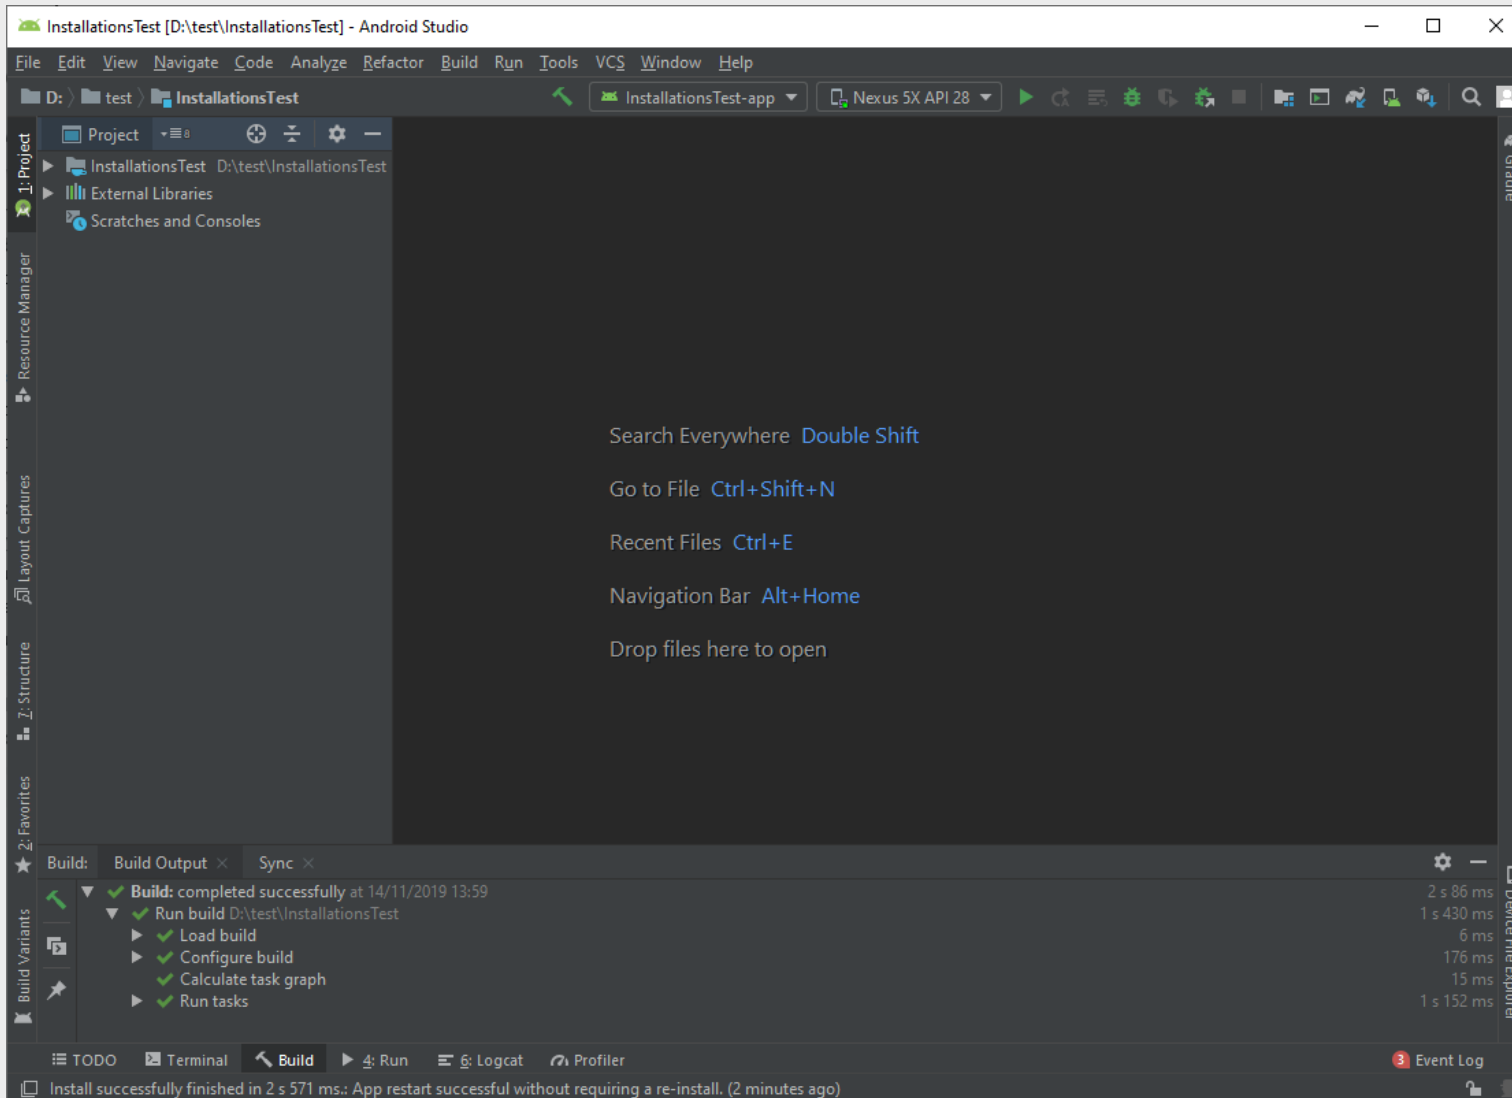 InstallationsTest [D:\test\InstallationsTest] - Android Studio
File Edit View Navigate Code Analyze Refactor Build Run Tools VCS Window Help
D: test InstallationsTest InstallationsTest-app Nexus 5X API 28
Project
InstallationsTest D:\test\InstallationsTest
External Libraries
Scratches and Consoles
1: Project
Resource Manager
Layout Captures
7: Structure
2: Favorites
Build Variants
Search Everywhere Double Shift
Go to File Ctrl+Shift+N
Recent Files Ctrl+E
Navigation Bar Alt+Home
Drop files here to open
Gradle
Device File Explorer
Build: Build Output Sync
Build: completed successfully at 14/11/2019 13:59 2 s 86 ms
Run build D:\test\InstallationsTest 1 s 430 ms
Load build 6 ms
Configure build 176 ms
Calculate task graph 15 ms
Run tasks 1 s 152 ms
TODO Terminal Build 4: Run 6: Logcat Profiler 3 Event Log
Install successfully finished in 2 s 571 ms.: App restart successful without requiring a re-install. (2 minutes ago)